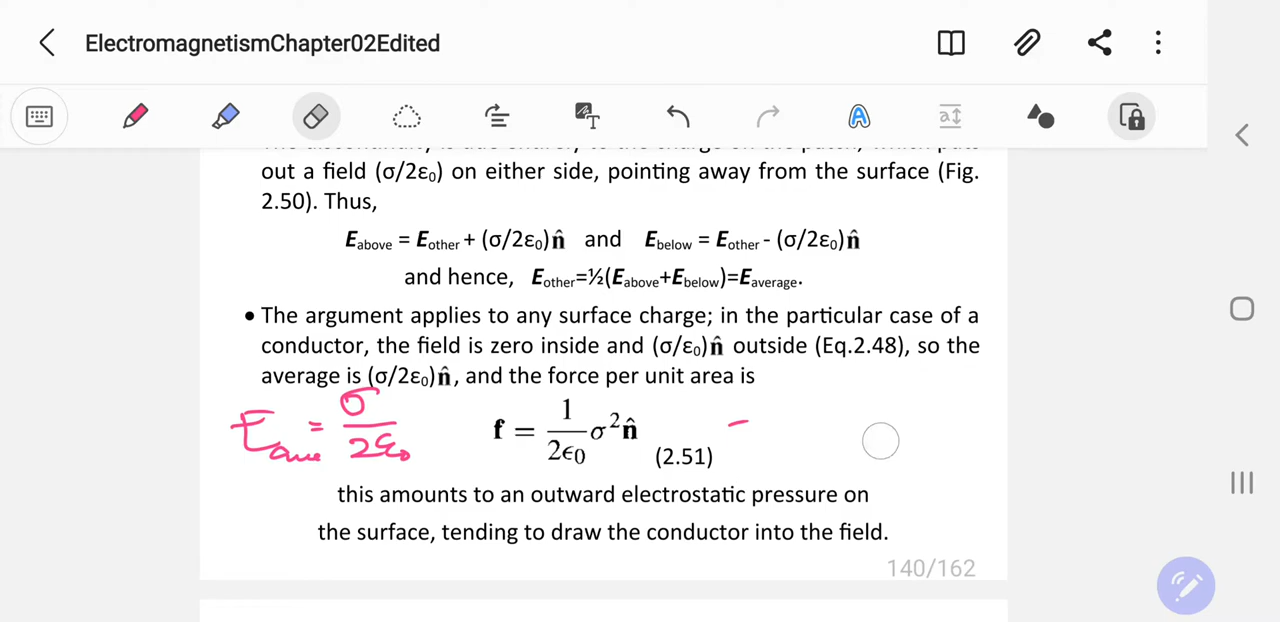 ElectromagnetismChapter02Edited
out a field (σ/2ε₀) on either side, pointing away from the surface (Fig.
2.50). Thus,
E_above = E_other + (σ/2ε₀)n̂ and E_below = E_other - (σ/2ε₀)n̂
and hence, E_other=½(E_above+E_below)=E_average.
• The argument applies to any surface charge; in the particular case of a
conductor, the field is zero inside and (σ/ε₀)n̂ outside (Eq.2.48), so the
average is (σ/2ε₀)n̂, and the force per unit area is
E_ave = σ/2ε₀
f = 1/2ϵ₀ σ²n̂ (2.51)
this amounts to an outward electrostatic pressure on
the surface, tending to draw the conductor into the field.
140/162